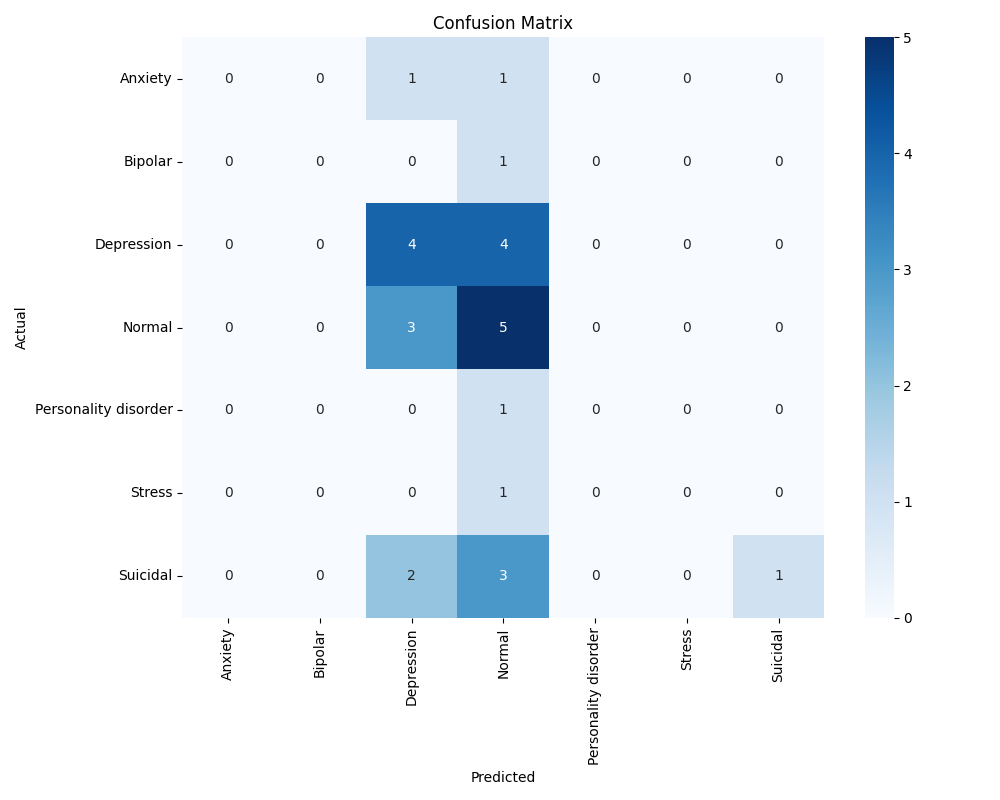 Confusion Matrix
Anxiety 0 0 1 1 0 0 0
Bipolar 0 0 0 1 0 0 0
Depression 0 0 4 4 0 0 0
Normal 0 0 3 5 0 0 0
Personality disorder 0 0 0 1 0 0 0
Stress 0 0 0 1 0 0 0
Suicidal 0 0 2 3 0 0 1
Actual
Anxiety Bipolar Depression Normal Personality disorder Stress Suicidal
Predicted
5
4
3
2
1
0